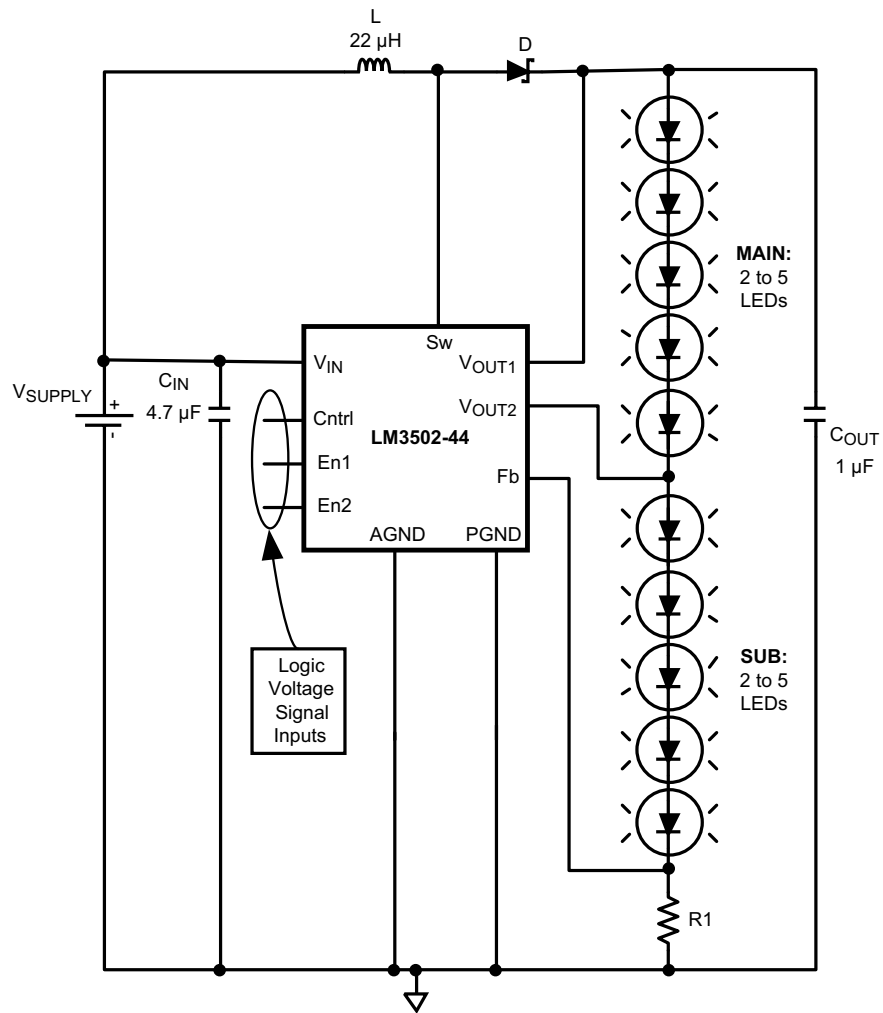 L
22 µH
D
MAIN:
2 to 5
LEDs
Sw
VIN
VOUT1
CIN
4.7 µF
VSUPPLY
+
-
VOUT2
Cntrl
LM3502-44
COUT
1 µF
En1
Fb
En2
AGND
PGND
Logic
Voltage
Signal
Inputs
SUB:
2 to 5
LEDs
R1